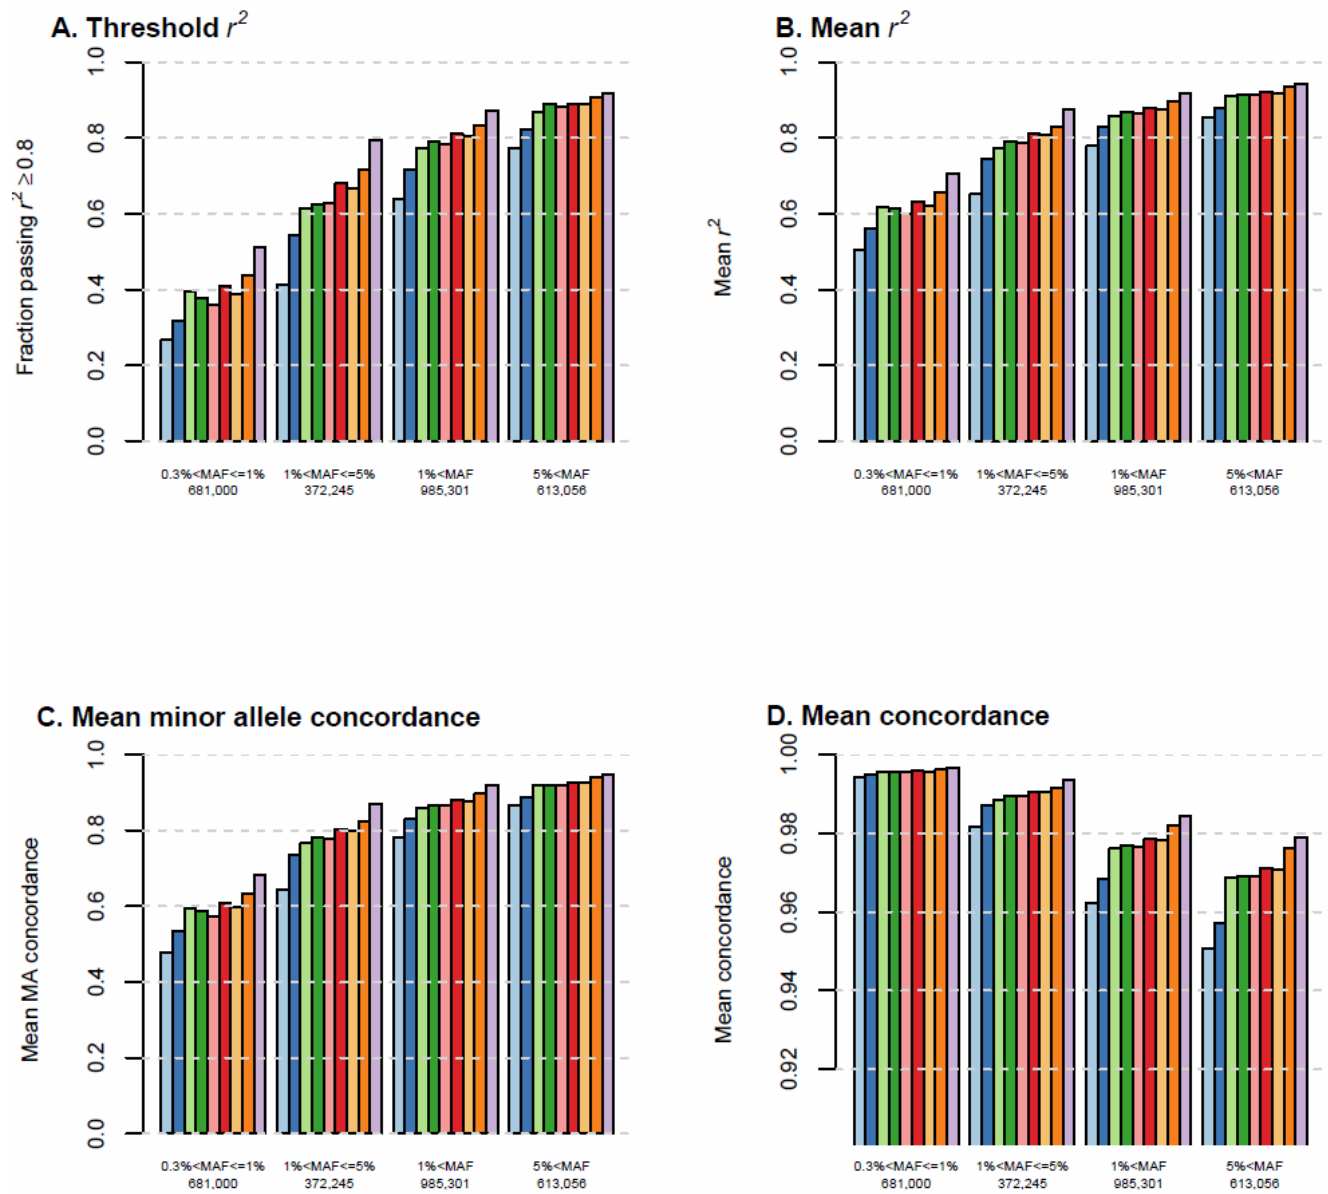 A. Threshold r²
Fraction passing r² ≥ 0.8
1.0
0.8
0.6
0.4
0.2
0.0
0.3%<MAF<=1% 1%<MAF<=5% 1%<MAF 5%<MAF
681,000 372,245 985,301 613,056
B. Mean r²
Mean r²
1.0
0.8
0.6
0.4
0.2
0.0
0.3%<MAF<=1% 1%<MAF<=5% 1%<MAF 5%<MAF
681,000 372,245 985,301 613,056
C. Mean minor allele concordance
Mean MA concordance
1.0
0.8
0.6
0.4
0.2
0.0
0.3%<MAF<=1% 1%<MAF<=5% 1%<MAF 5%<MAF
681,000 372,245 985,301 613,056
D. Mean concordance
Mean concordance
1.00
0.98
0.96
0.94
0.92
0.3%<MAF<=1% 1%<MAF<=5% 1%<MAF 5%<MAF
681,000 372,245 985,301 613,056